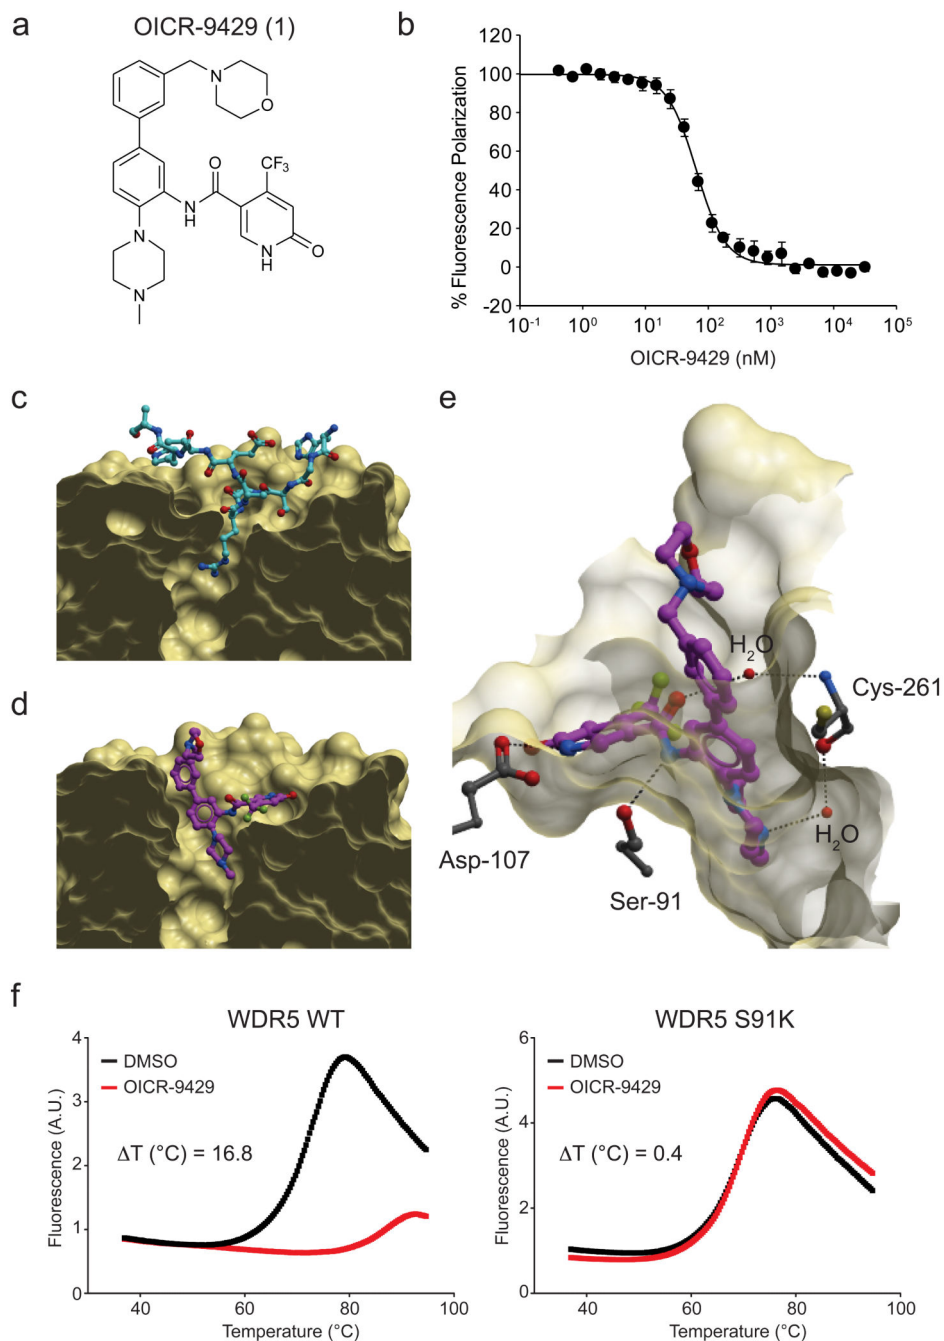 a
OICR-9429 (1)
N
O
CF₃
O
N
H
N
N
N
H
O
b
% Fluorescence Polarization
120
100
80
60
40
20
0
-20
10⁻¹ 10⁰ 10¹ 10² 10³ 10⁴ 10⁵
OICR-9429 (nM)
c
d
e
H₂O
Cys-261
H₂O
Asp-107
Ser-91
f
WDR5 WT
DMSO
OICR-9429
ΔT (°C) = 16.8
Fluorescence (A.U.)
4
3
2
1
0
40 60 80 100
Temperature (°C)
WDR5 S91K
DMSO
OICR-9429
ΔT (°C) = 0.4
Fluorescence (A.U.)
6
4
2
0
40 60 80 100
Temperature (°C)